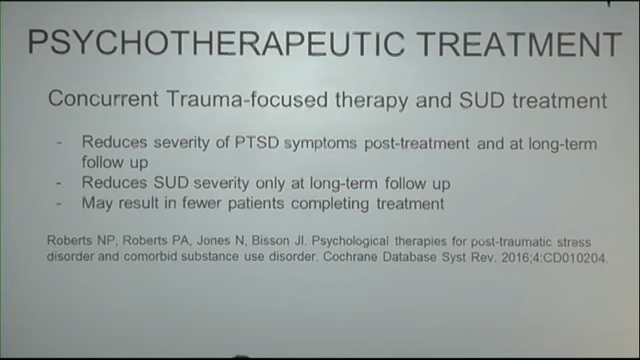 PSYCHOTHERAPEUTIC TREATMENT
Concurrent Trauma-focused therapy and SUD treatment
- Reduces severity of PTSD symptoms post-treatment and at long-term
follow up
- Reduces SUD severity only at long-term follow up
- May result in fewer patients completing treatment
Roberts NP, Roberts PA, Jones N, Bisson JI. Psychological therapies for post-traumatic stress
disorder and comorbid substance use disorder. Cochrane Database Syst Rev. 2016;4:CD010204.